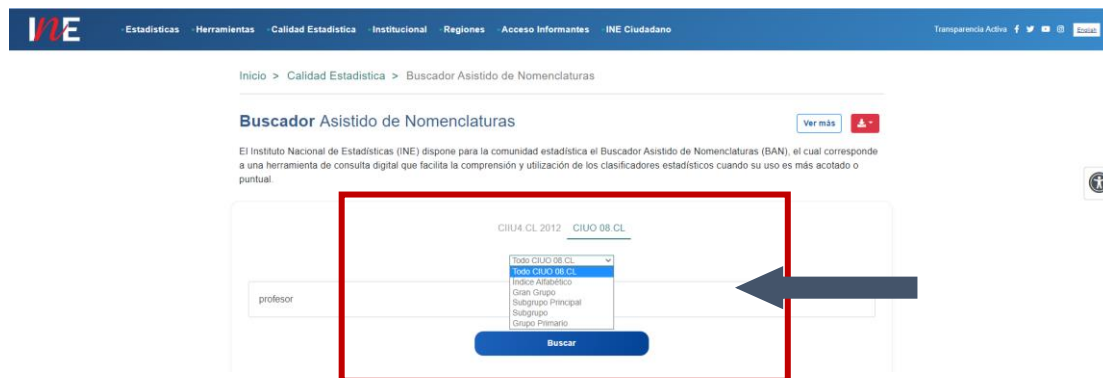 INE
Estadísticas Herramientas Calidad Estadística Institucional Regiones Acceso Informantes INE Ciudadano
Transparencia Activa
English
Inicio > Calidad Estadistica > Buscador Asistido de Nomenclaturas
Buscador Asistido de Nomenclaturas
Ver más
El Instituto Nacional de Estadísticas (INE) dispone para la comunidad estadística el Buscador Asistido de Nomenclaturas (BAN), el cual corresponde
a una herramienta de consulta digital que facilita la comprensión y utilización de los clasificadores estadísticos cuando su uso es más acotado o
puntual.
CIIU4.CL 2012 CIUO 08.CL
Todo CIUO 08.CL
Todo CIUO 08.CL
Índice Alfabético
Gran Grupo
Subgrupo Principal
Subgrupo
Grupo Primario
profesor
Buscar